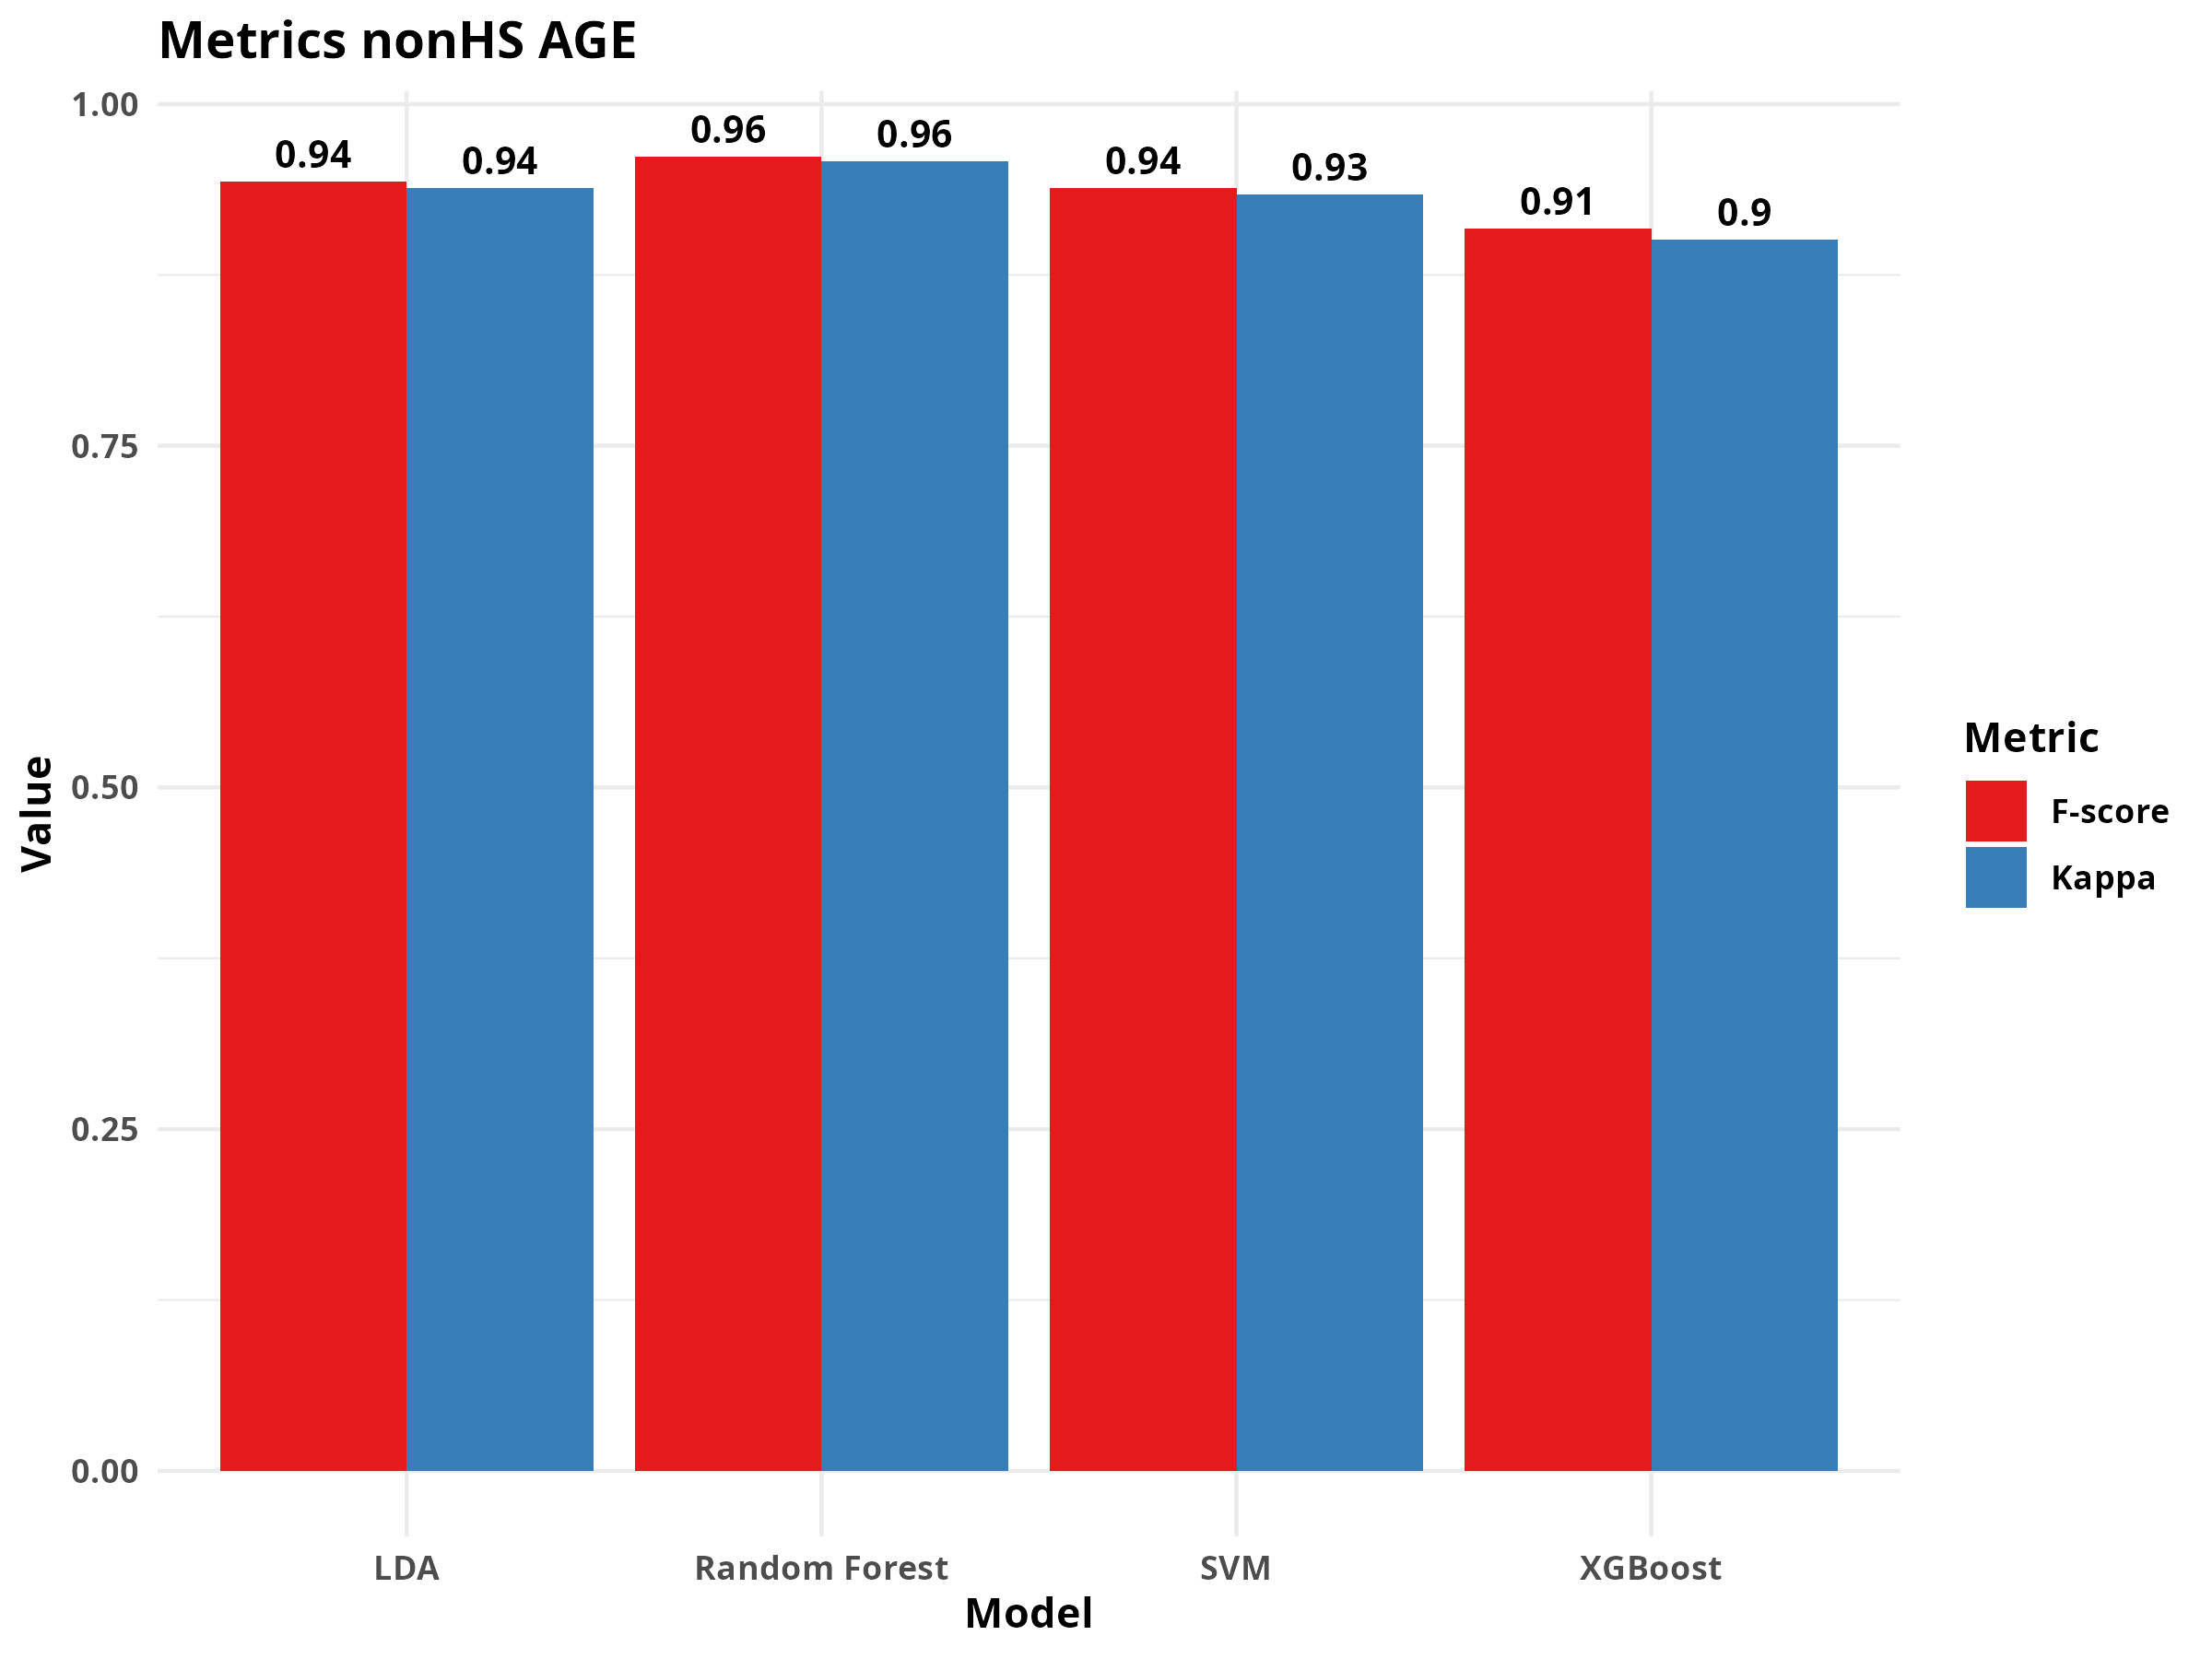 Metrics nonHS AGE
1.00
0.75
0.50
0.25
0.00
Value
0.94
0.94
0.96
0.96
0.94
0.93
0.91
0.9
LDA
Random Forest
SVM
XGBoost
Model
Metric
F-score
Kappa